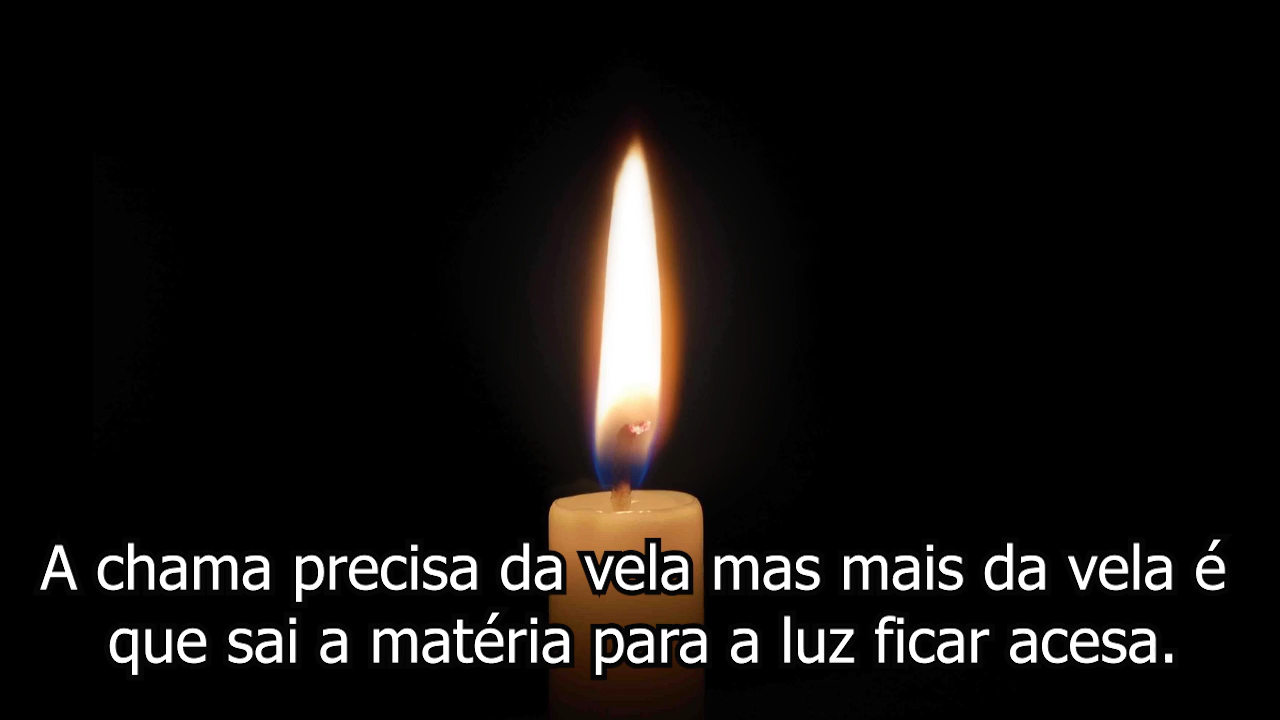 A chama precisa da vela mas mais da vela é
que sai a matéria para a luz ficar acesa.